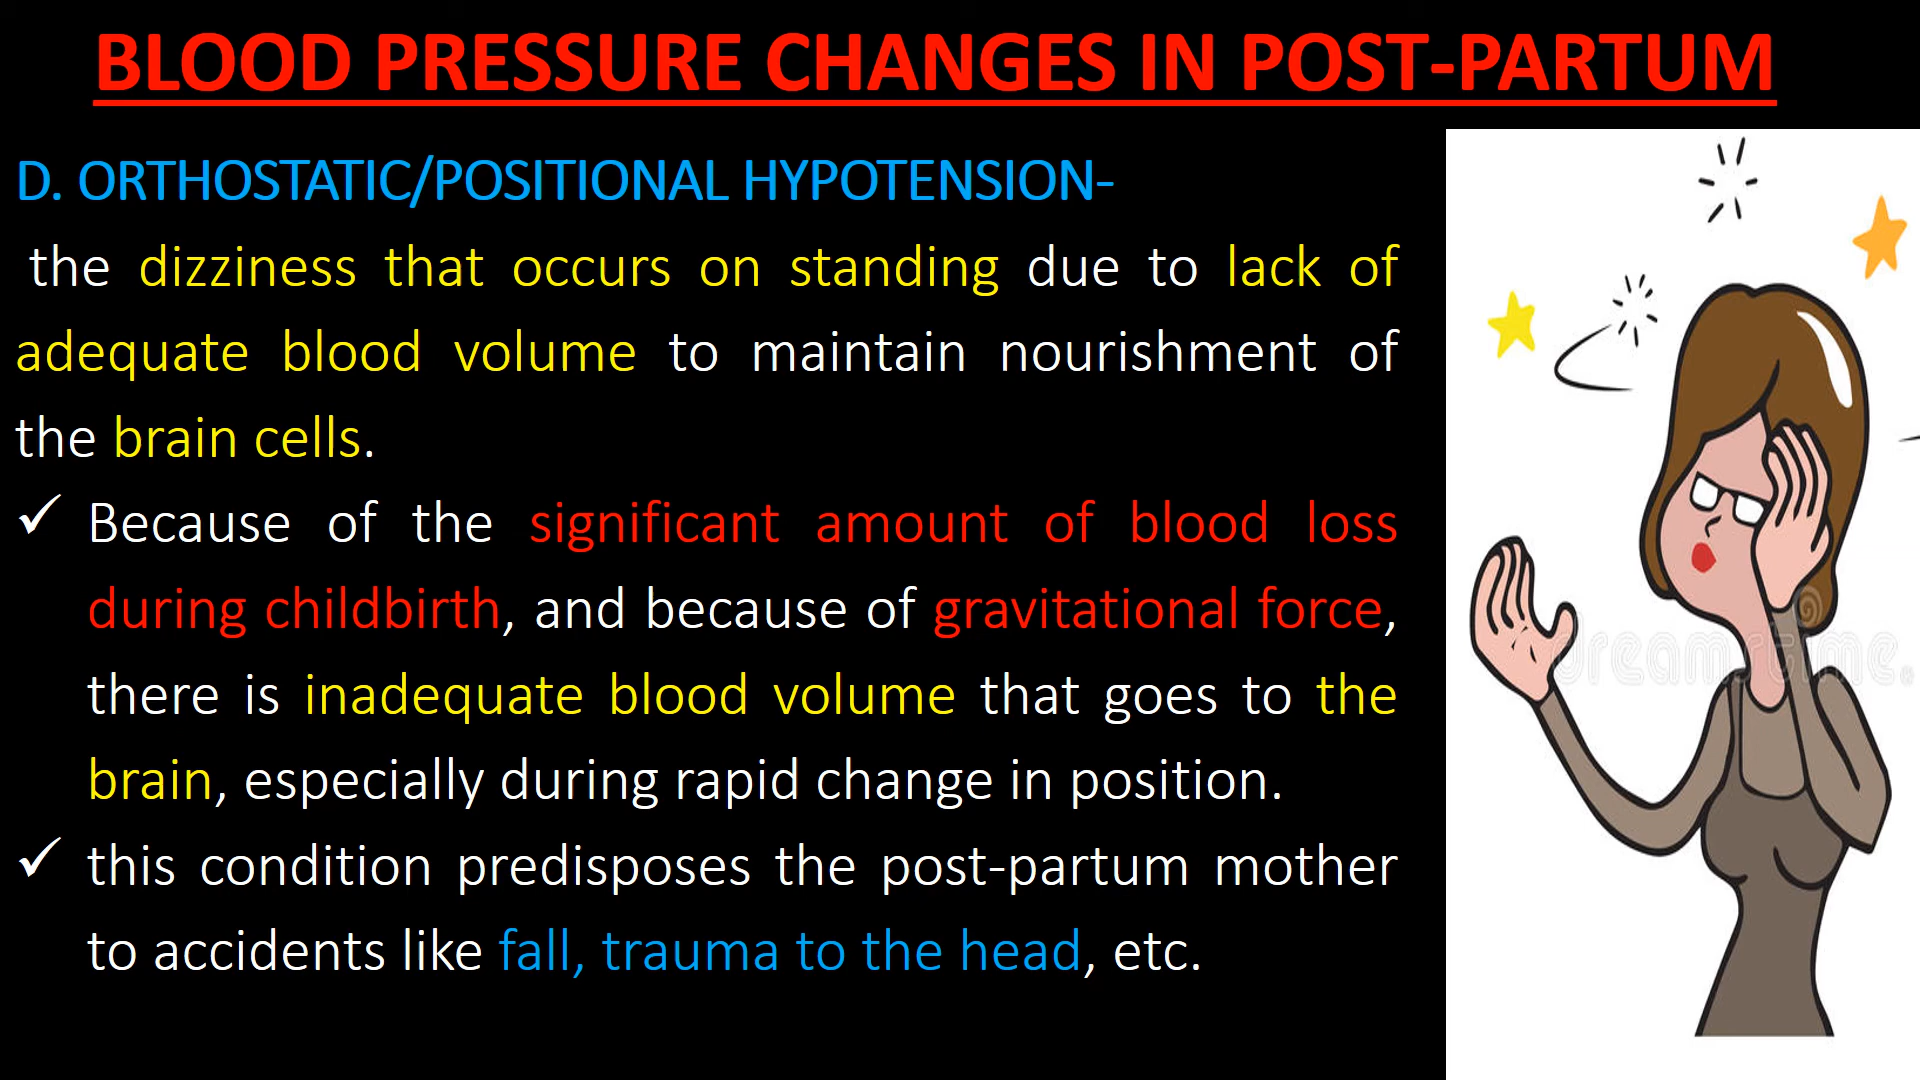 BLOOD PRESSURE CHANGES IN POST-PARTUM
D. ORTHOSTATIC/POSITIONAL HYPOTENSION-
the dizziness that occurs on standing due to lack of
adequate blood volume to maintain nourishment of
the brain cells.
✓ Because of the significant amount of blood loss
during childbirth, and because of gravitational force,
there is inadequate blood volume that goes to the
brain, especially during rapid change in position.
✓ this condition predisposes the post-partum mother
to accidents like fall, trauma to the head, etc.
dreamstime.